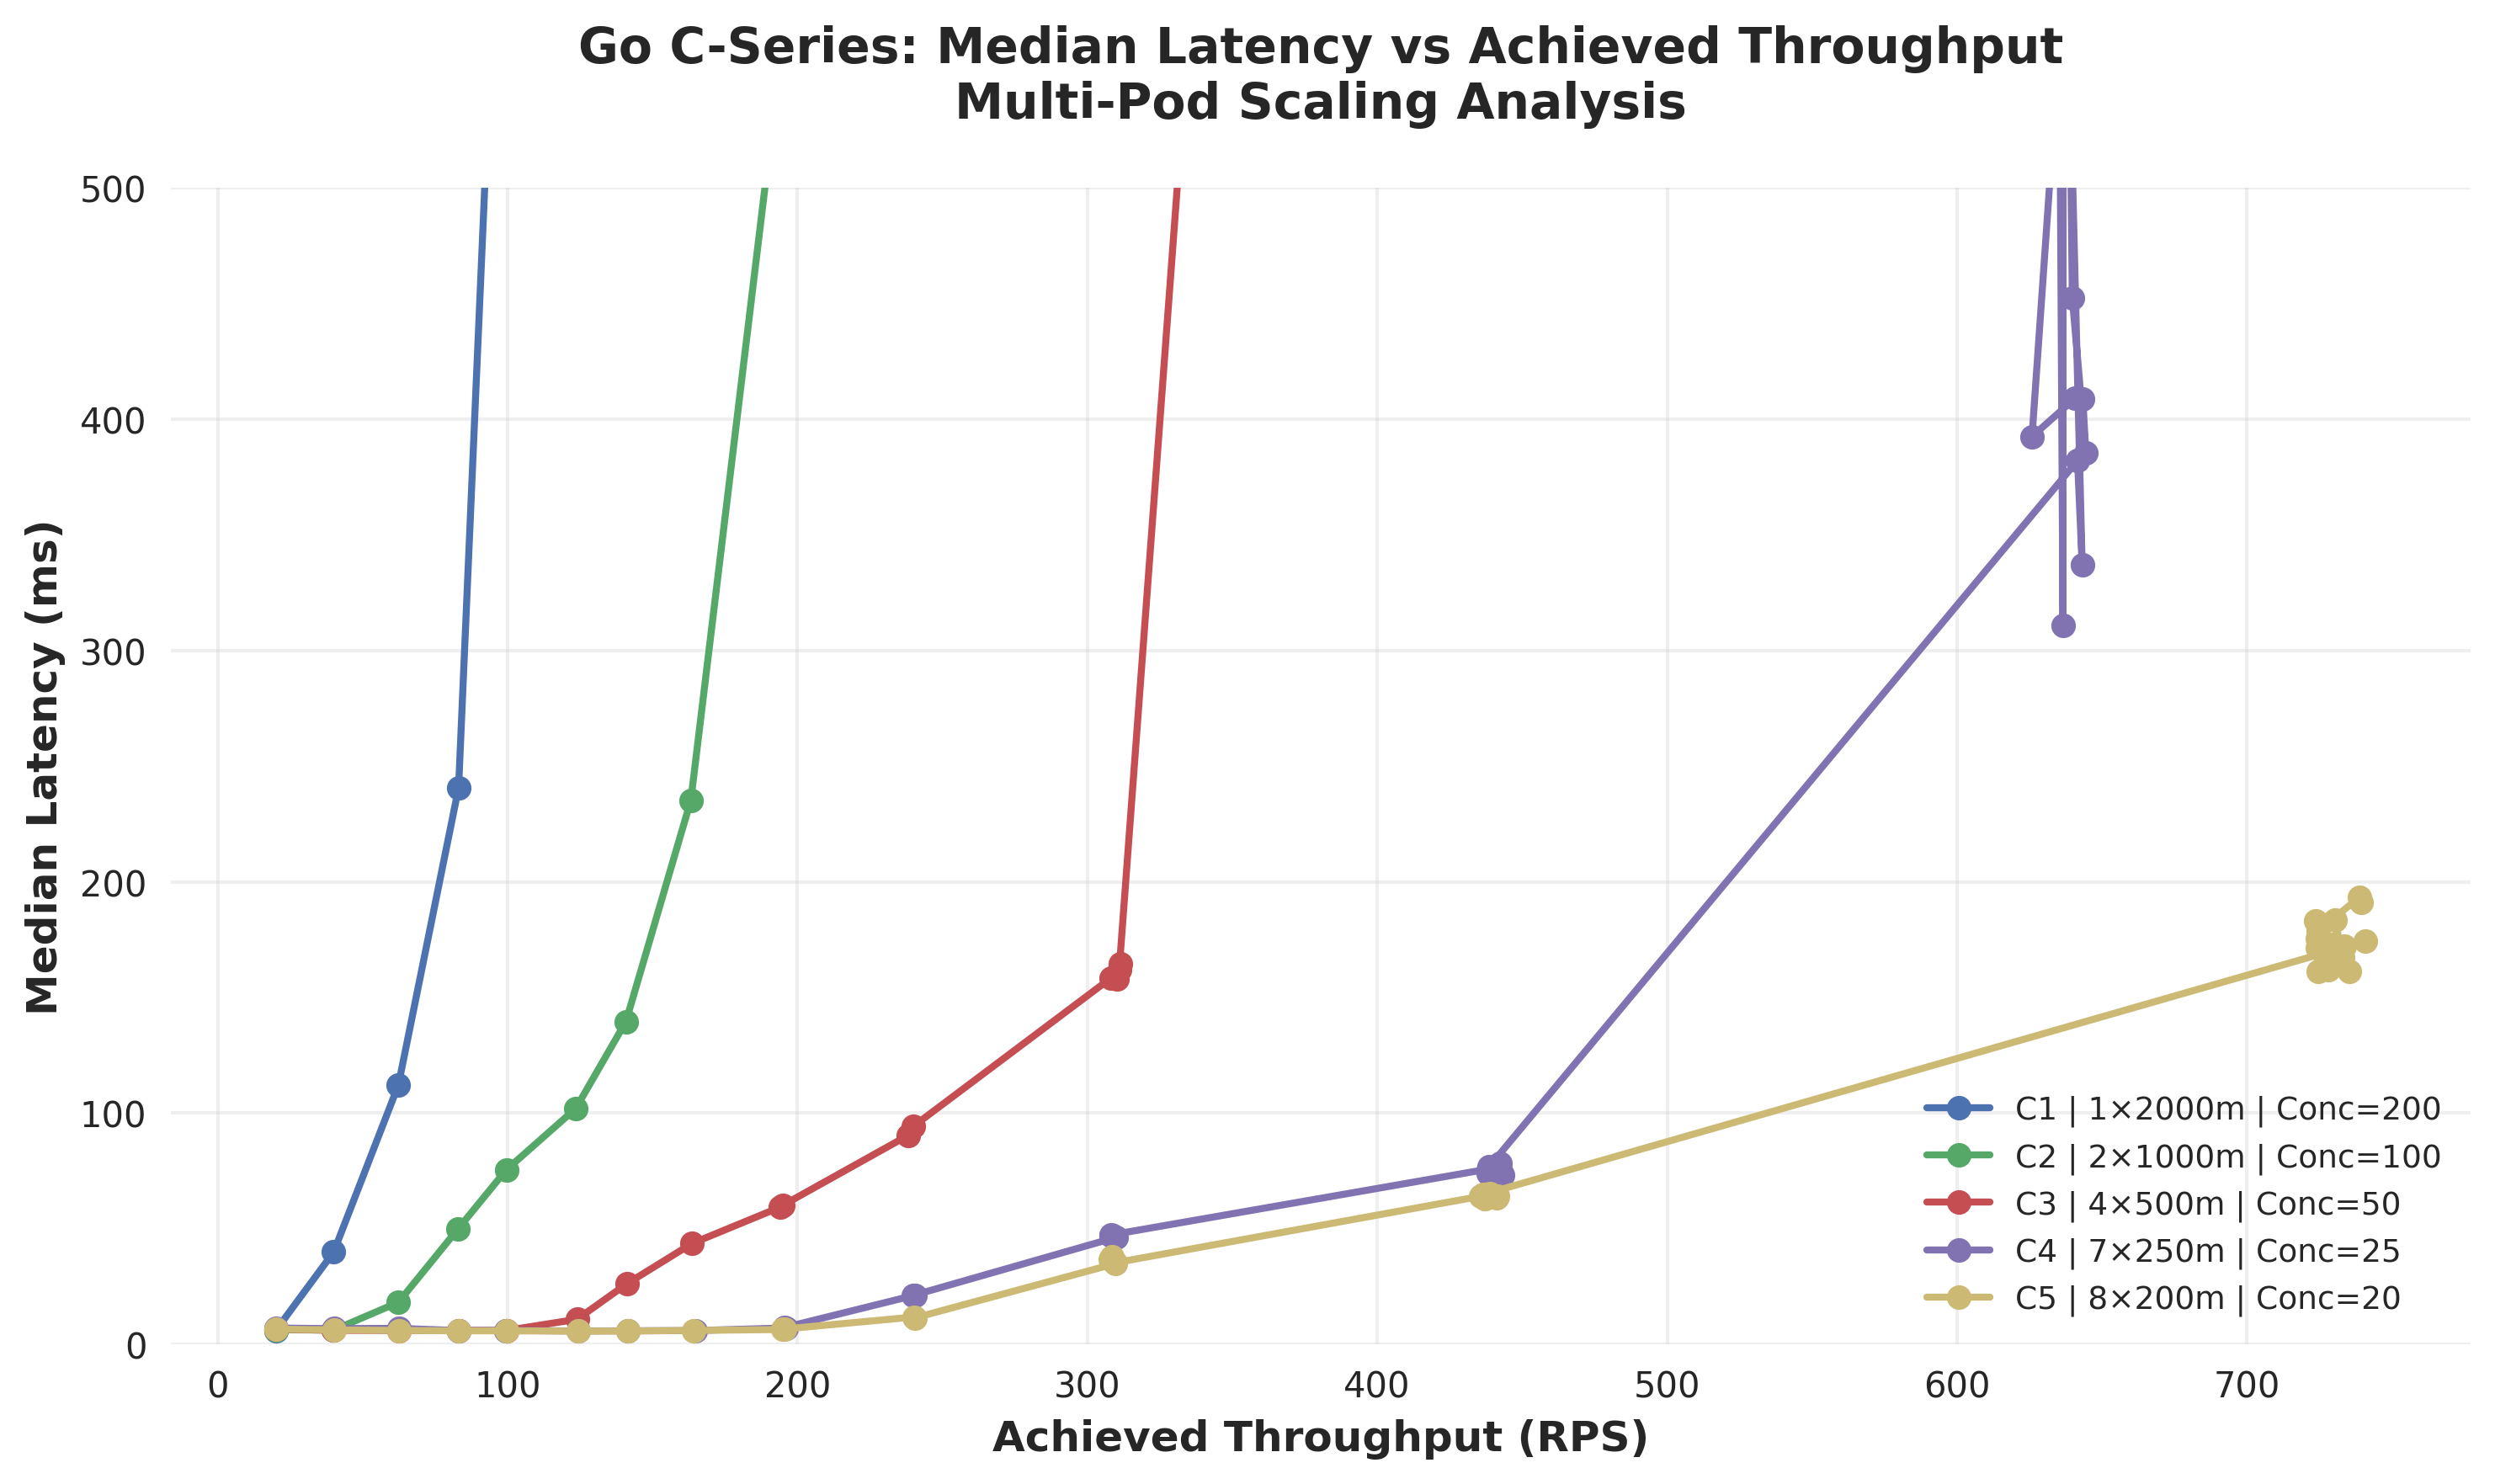 Go C-Series: Median Latency vs Achieved Throughput
Multi-Pod Scaling Analysis
Median Latency (ms)
500
400
300
200
100
0
0 100 200 300 400 500 600 700
Achieved Throughput (RPS)
C1 | 1×2000m | Conc=200
C2 | 2×1000m | Conc=100
C3 | 4×500m | Conc=50
C4 | 7×250m | Conc=25
C5 | 8×200m | Conc=20